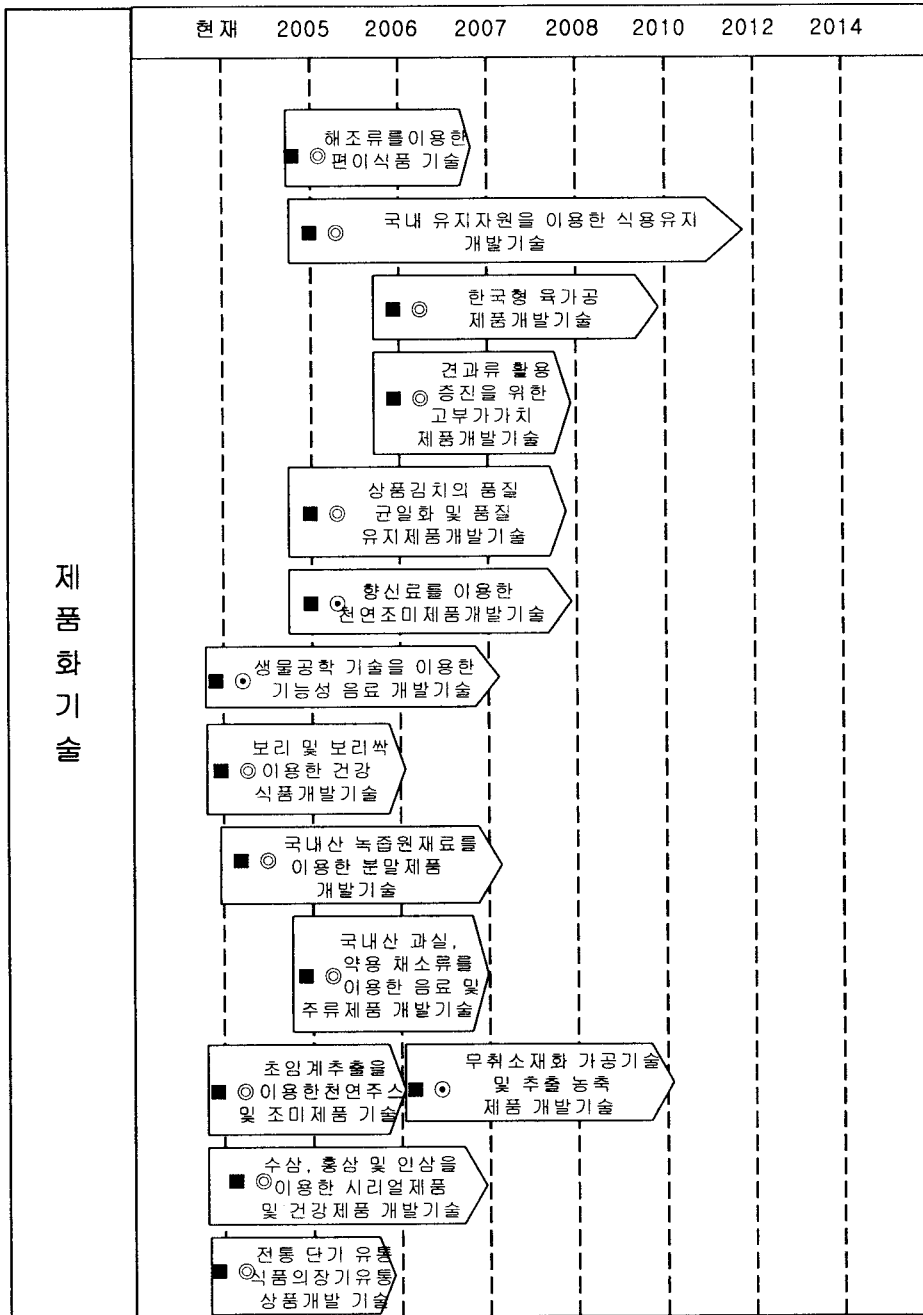 현재 2005 2006 2007 2008 2010 2012 2014
제품화기술
■ ◎ 해조류를이용한
편이식품 기술
■ ◎ 국내 유지자원을 이용한 식용유지
개발기술
■ ◎ 한국형 육가공
제품개발기술
■ ◎ 견과류 활용
증진을 위한
고부가가치
제품개발기술
■ ◎ 상품김치의 품질
균일화 및 품질
유지제품개발기술
■ ⊙ 향신료를 이용한
천연조미제품개발기술
■ ⊙ 생물공학 기술을 이용한
기능성 음료 개발기술
■ ◎ 보리 및 보리싹
이용한 건강
식품개발기술
■ ◎ 국내산 녹즙원재료를
이용한 분말제품
개발기술
■ ◎ 국내산 과실,
약용 채소류를
이용한 음료 및
주류제품 개발기술
■ ◎ 초임계추출을
이용한천연주스
및 조미제품 기술
■ ⊙ 무취소재화 가공기술
및 추출 농축
제품 개발기술
■ ◎ 수삼, 홍삼 및 인삼을
이용한 시리얼제품
및 건강제품 개발기술
■ ◎ 전통 단기 유통
식품의장기유통
상품개발 기술